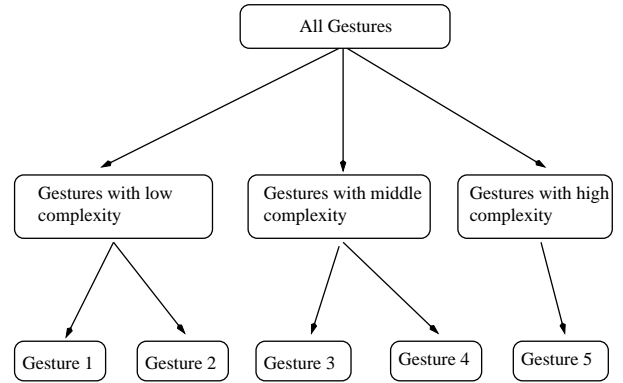 All Gestures
Gestures with low
complexity
Gestures with middle
complexity
Gestures with high
complexity
Gesture 1
Gesture 2
Gesture 3
Gesture 4
Gesture 5